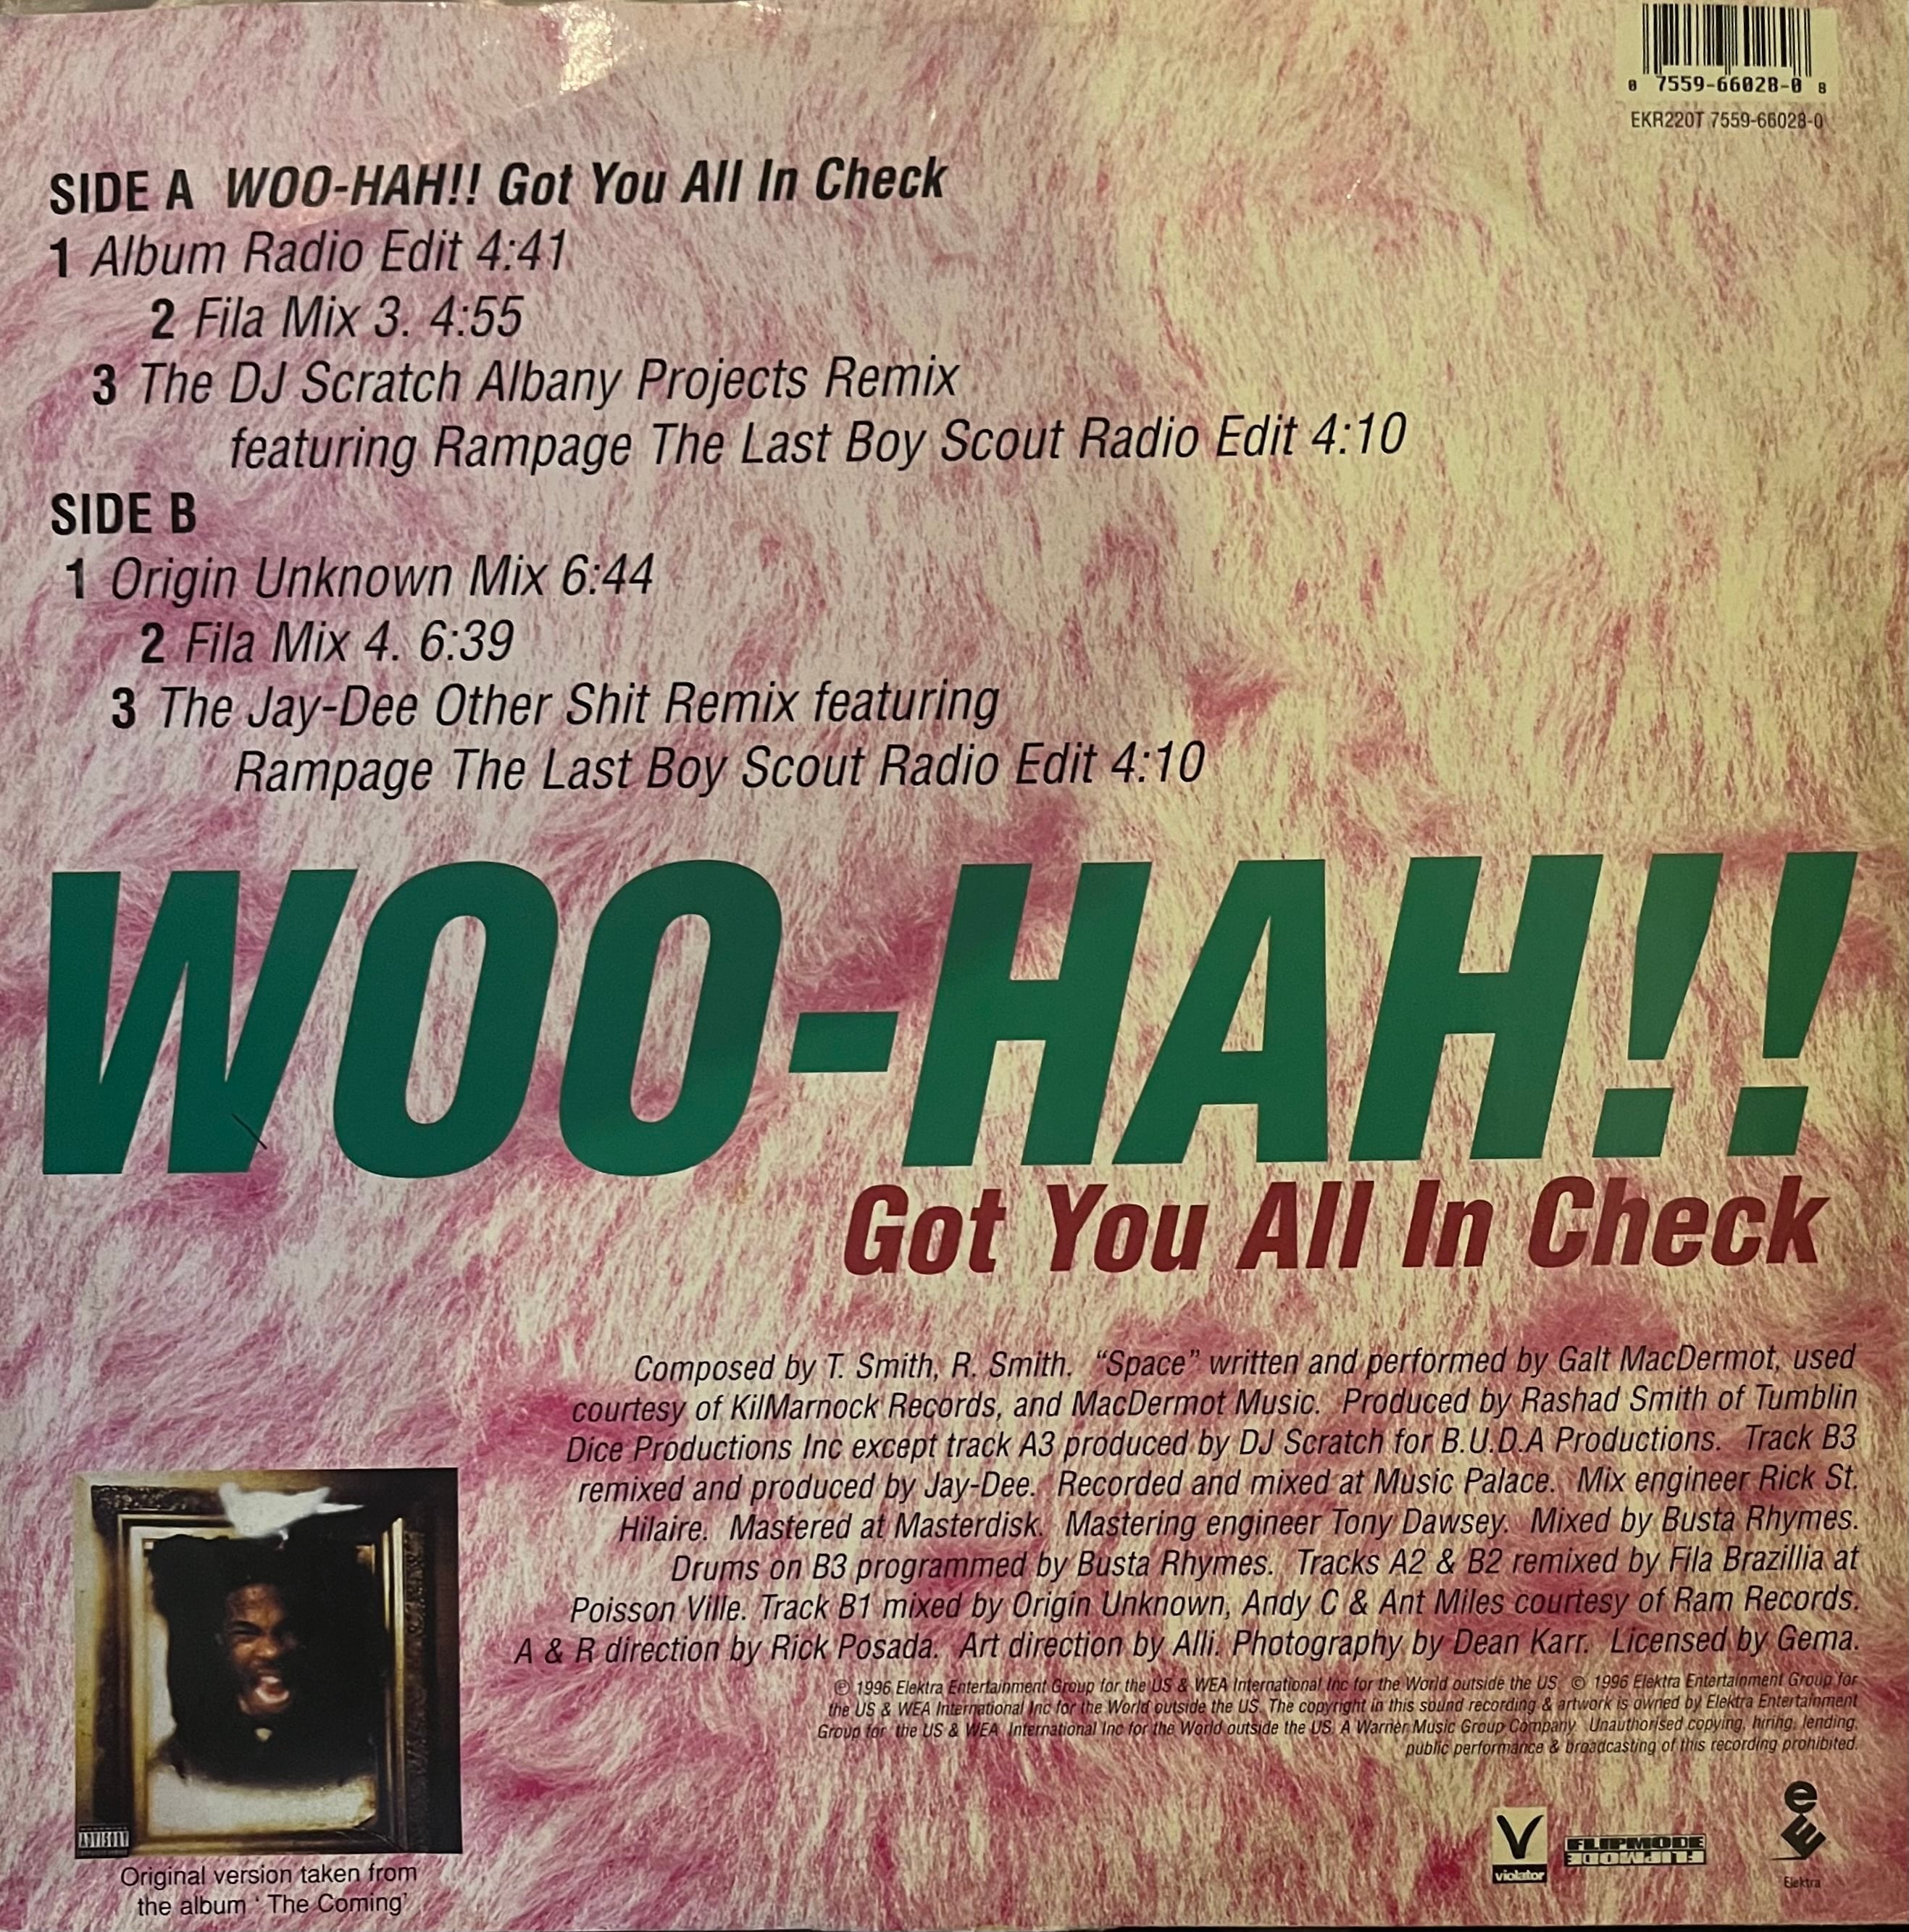 0 7559-66028-0 8
EKR220T 7559-66028-0
SIDE A WOO-HAH!! Got You All In Check
1 Album Radio Edit 4:41
2 Fila Mix 3. 4:55
3 The DJ Scratch Albany Projects Remix
featuring Rampage The Last Boy Scout Radio Edit 4:10
SIDE B
1 Origin Unknown Mix 6:44
2 Fila Mix 4. 6:39
3 The Jay-Dee Other Shit Remix featuring
Rampage The Last Boy Scout Radio Edit 4:10
WOO-HAH!!
Got You All In Check
Composed by T. Smith, R. Smith. “Space” written and performed by Galt MacDermot, used
courtesy of KilMarnock Records, and MacDermot Music. Produced by Rashad Smith of Tumblin
Dice Productions Inc except track A3 produced by DJ Scratch for B.U.D.A Productions. Track B3
remixed and produced by Jay-Dee. Recorded and mixed at Music Palace. Mix engineer Rick St.
Hilaire. Mastered at Masterdisk. Mastering engineer Tony Dawsey. Mixed by Busta Rhymes.
Drums on B3 programmed by Busta Rhymes. Tracks A2 & B2 remixed by Fila Brazillia at
Poisson Ville. Track B1 mixed by Origin Unknown, Andy C & Ant Miles courtesy of Ram Records.
A & R direction by Rick Posada. Art direction by Alli. Photography by Dean Karr. Licensed by Gema.
℗ 1996 Elektra Entertainment Group for the US & WEA International Inc for the World outside the US. © 1996 Elektra Entertainment Group for
the US & WEA International Inc for the World outside the US. The copyright in this sound recording & artwork is owned by Elektra Entertainment
Group for the US & WEA International Inc for the World outside the US. A Warner Music Group Company. Unauthorised copying, hiring, lending,
public performance & broadcasting of this recording prohibited.
ADVISORY
Original version taken from
the album ‘ The Coming’
V
violator
FLIPMODE
FLIPMODE
e
E
Elektra